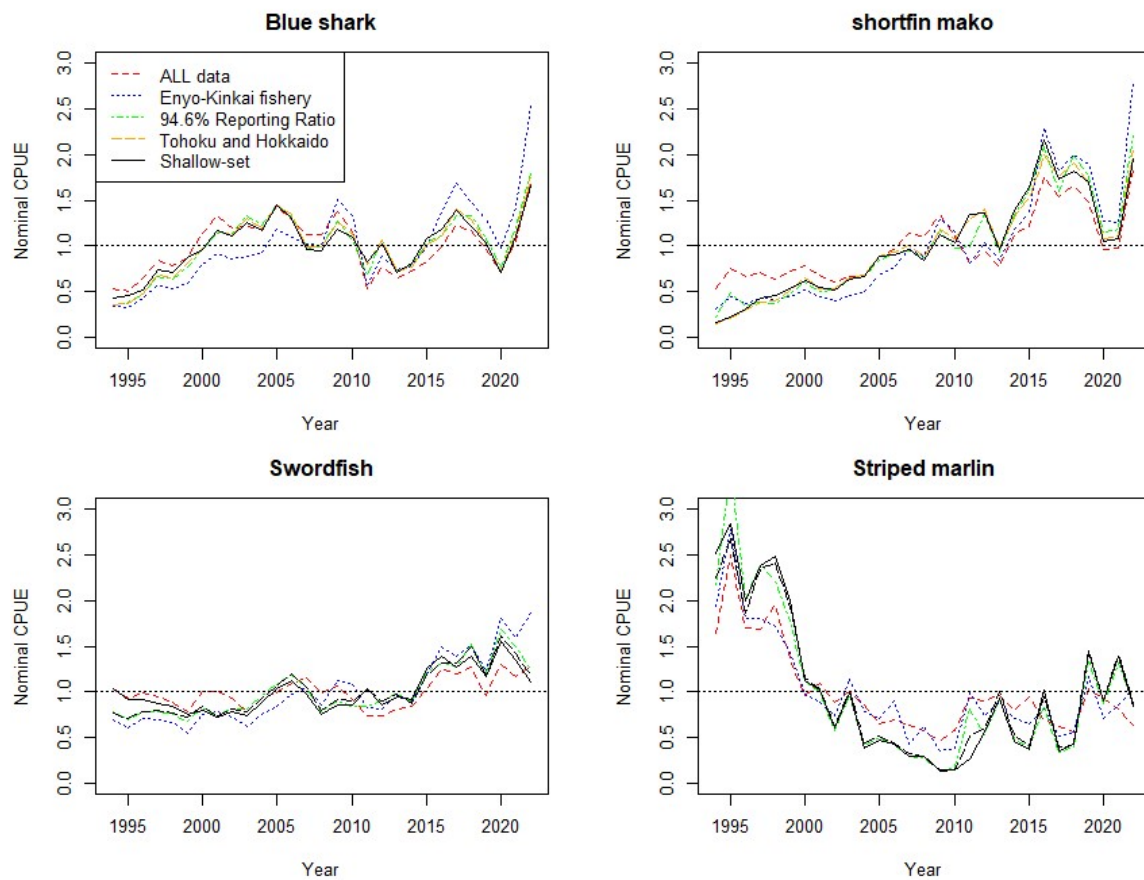 Blue shark
Nominal CPUE
0.0 0.5 1.0 1.5 2.0 2.5 3.0
ALL data
Enyo-Kinkai fishery
94.6% Reporting Ratio
Tohoku and Hokkaido
Shallow-set
1995 2000 2005 2010 2015 2020
Year
shortfin mako
Nominal CPUE
0.0 0.5 1.0 1.5 2.0 2.5 3.0
1995 2000 2005 2010 2015 2020
Year
Swordfish
Nominal CPUE
0.0 0.5 1.0 1.5 2.0 2.5 3.0
1995 2000 2005 2010 2015 2020
Year
Striped marlin
Nominal CPUE
0.0 0.5 1.0 1.5 2.0 2.5 3.0
1995 2000 2005 2010 2015 2020
Year